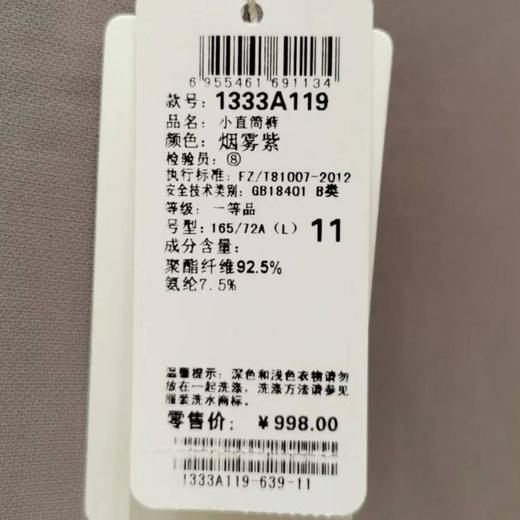 6 955461 691134
款号: 1333A119
品名: 小直筒裤
颜色: 烟雾紫
检验员: ⑧
执行标准: FZ/T81007-2012
安全技术类别: GB18401 B类
等级: 一等品
号型: 165/72A (L) 11
成分含量:
聚酯纤维92.5%
氨纶7.5%
温馨提示: 深色和浅色衣物请勿
放在一起洗涤, 洗涤方法请参见
服装洗水商标。
零售价: ¥998.00
1333A119-639-11